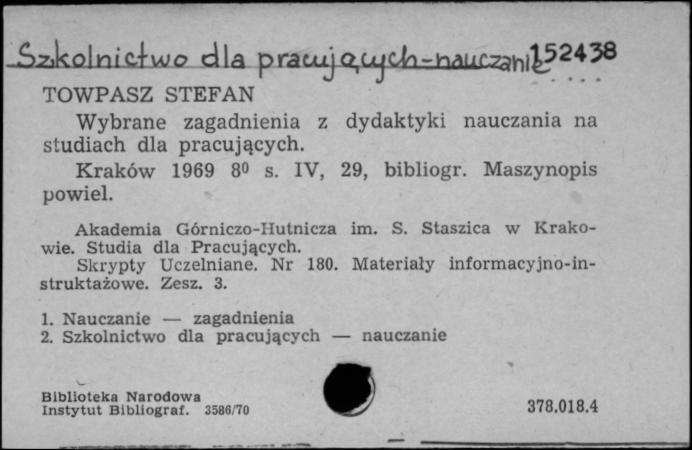 Szkolnictwo dla pracujących-nauczanie 152438
TOWPASZ STEFAN
Wybrane zagadnienia z dydaktyki nauczania na
studiach dla pracujących.
Kraków 1969 8⁰ s. IV, 29, bibliogr. Maszynopis
powiel.
Akademia Górniczo-Hutnicza im. S. Staszica w Krako-
wie. Studia dla Pracujących.
Skrypty Uczelniane. Nr 180. Materiały informacyjno-in-
struktażowe. Zesz. 3.
1. Nauczanie — zagadnienia
2. Szkolnictwo dla pracujących — nauczanie
Biblioteka Narodowa
Instytut Bibliograf. 3586/70
378.018.4